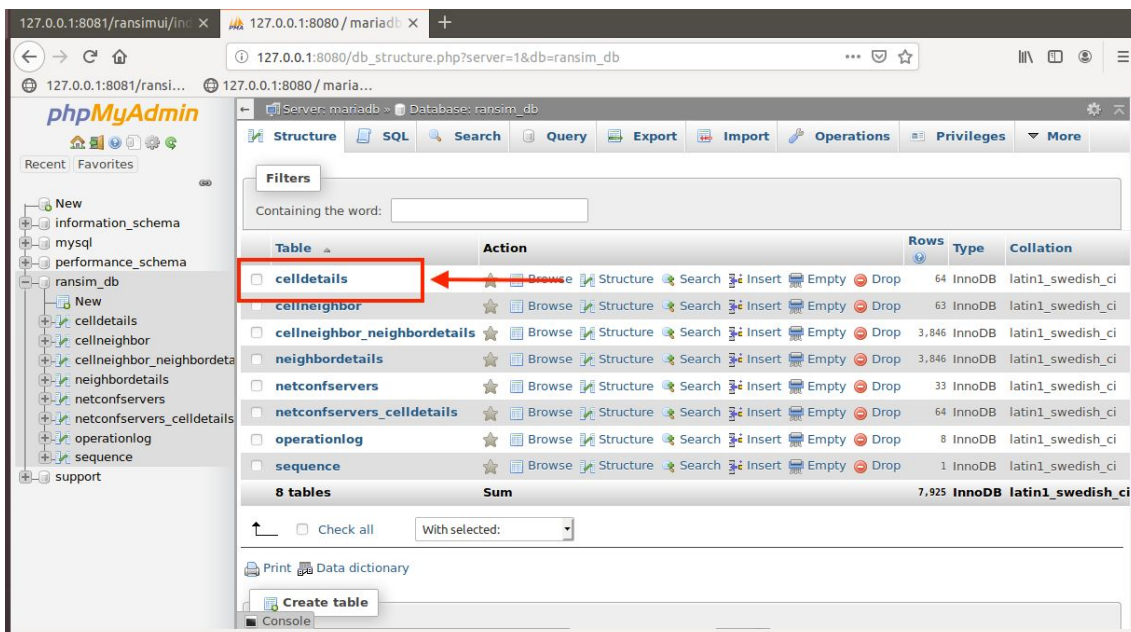 127.0.0.1:8081/ransimui/ind × 127.0.0.1:8080 / mariadb × +
127.0.0.1:8080/db_structure.php?server=1&db=ransim_db
127.0.0.1:8081/ransi... 127.0.0.1:8080 / maria...
phpMyAdmin
Recent Favorites
New
information_schema
mysql
performance_schema
ransim_db
New
celldetails
cellneighbor
cellneighbor_neighbordeta
neighbordetails
netconfservers
netconfservers_celldetails
operationlog
sequence
support
Server: mariadb » Database: ransim_db
Structure SQL Search Query Export Import Operations Privileges More
Filters
Containing the word:
Table Action Rows Type Collation
celldetails Browse Structure Search Insert Empty Drop 64 InnoDB latin1_swedish_ci
cellneighbor Browse Structure Search Insert Empty Drop 63 InnoDB latin1_swedish_ci
cellneighbor_neighbordetails Browse Structure Search Insert Empty Drop 3,846 InnoDB latin1_swedish_ci
neighbordetails Browse Structure Search Insert Empty Drop 3,846 InnoDB latin1_swedish_ci
netconfservers Browse Structure Search Insert Empty Drop 33 InnoDB latin1_swedish_ci
netconfservers_celldetails Browse Structure Search Insert Empty Drop 64 InnoDB latin1_swedish_ci
operationlog Browse Structure Search Insert Empty Drop 8 InnoDB latin1_swedish_ci
sequence Browse Structure Search Insert Empty Drop 1 InnoDB latin1_swedish_ci
8 tables Sum 7,925 InnoDB latin1_swedish_ci
Check all With selected:
Print Data dictionary
Create table
Console